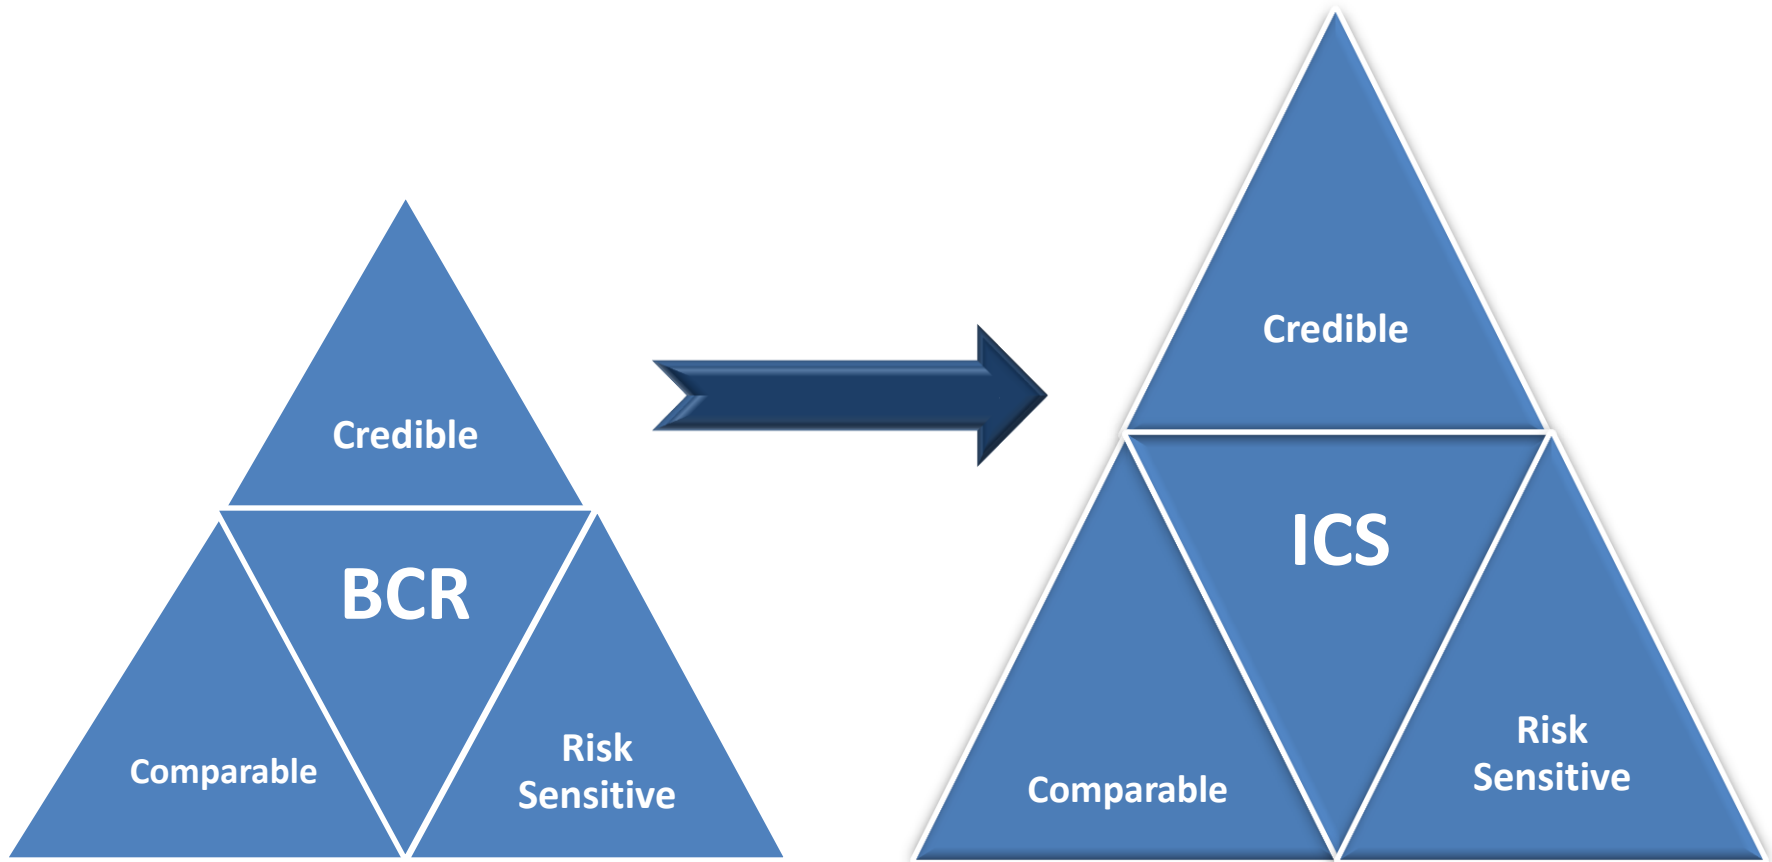 Credible
BCR
Comparable
Risk
Sensitive
Credible
ICS
Comparable
Risk
Sensitive